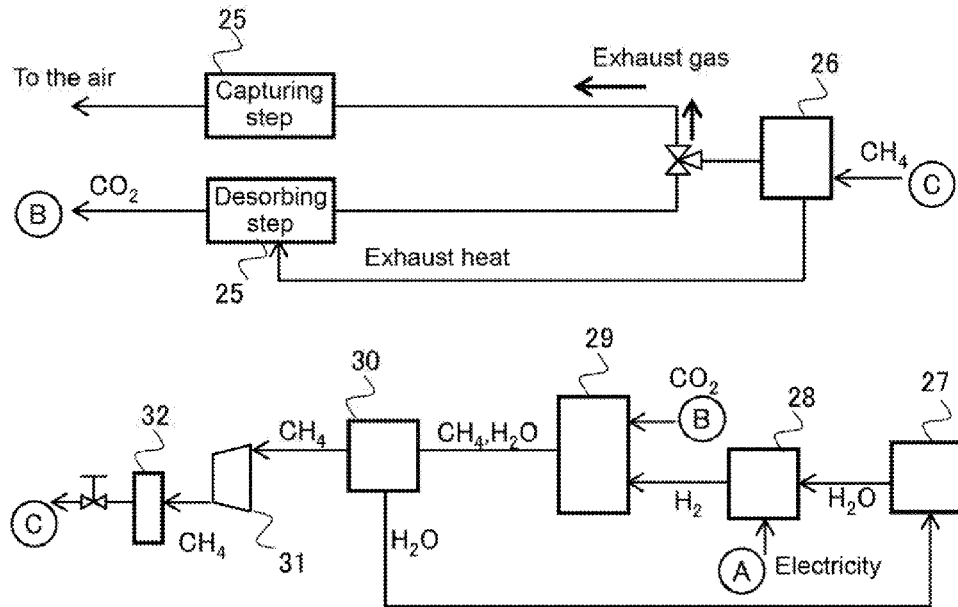 25
Exhaust gas
26
To the air
Capturing
step
CH₄
C
CO₂
B
Desorbing
step
Exhaust heat
25
29
30
CO₂
27
28
32
CH₄
CH₄,H₂O
B
C
CH₄
31
H₂O
H₂
H₂O
A
Electricity